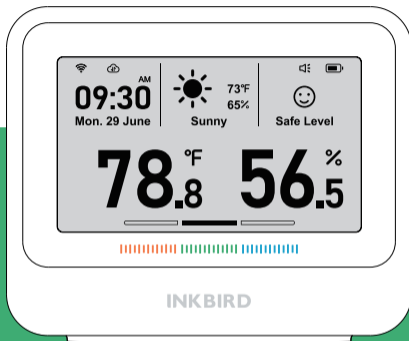 AM
09:30
Mon. 29 June
73°F
65%
Sunny
Safe Level
78.8 °F
56.5 %
INKBIRD